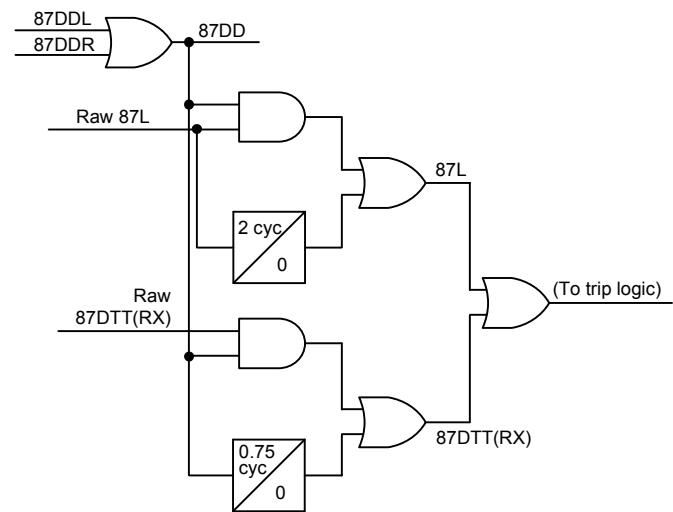 87DDL
87DDR
87DD
Raw 87L
87L
2 cyc
0
Raw
87DTT(RX)
(To trip logic)
87DTT(RX)
0.75
cyc
0